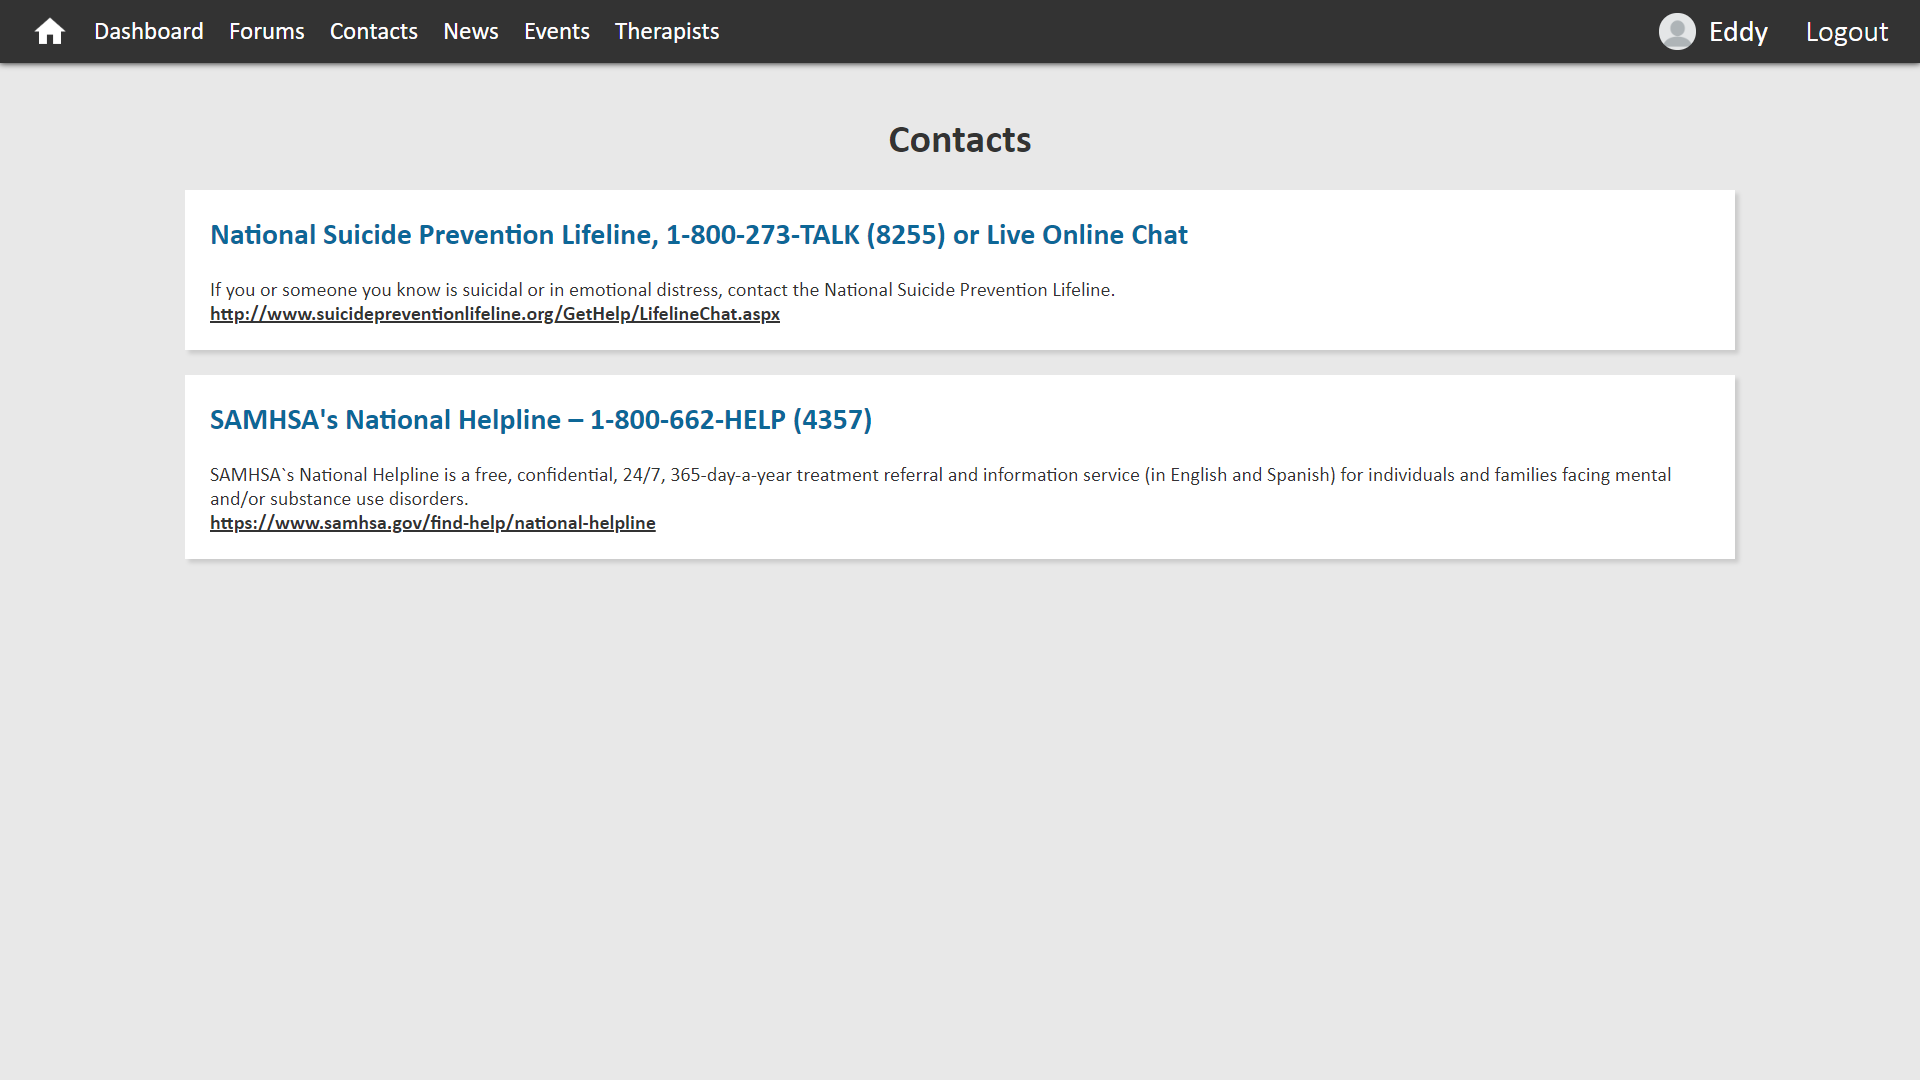 Dashboard Forums Contacts News Events Therapists Eddy Logout
Contacts
National Suicide Prevention Lifeline, 1-800-273-TALK (8255) or Live Online Chat
If you or someone you know is suicidal or in emotional distress, contact the National Suicide Prevention Lifeline.
http://www.suicidepreventionlifeline.org/GetHelp/LifelineChat.aspx
SAMHSA's National Helpline – 1-800-662-HELP (4357)
SAMHSA`s National Helpline is a free, confidential, 24/7, 365-day-a-year treatment referral and information service (in English and Spanish) for individuals and families facing mental
and/or substance use disorders.
https://www.samhsa.gov/find-help/national-helpline